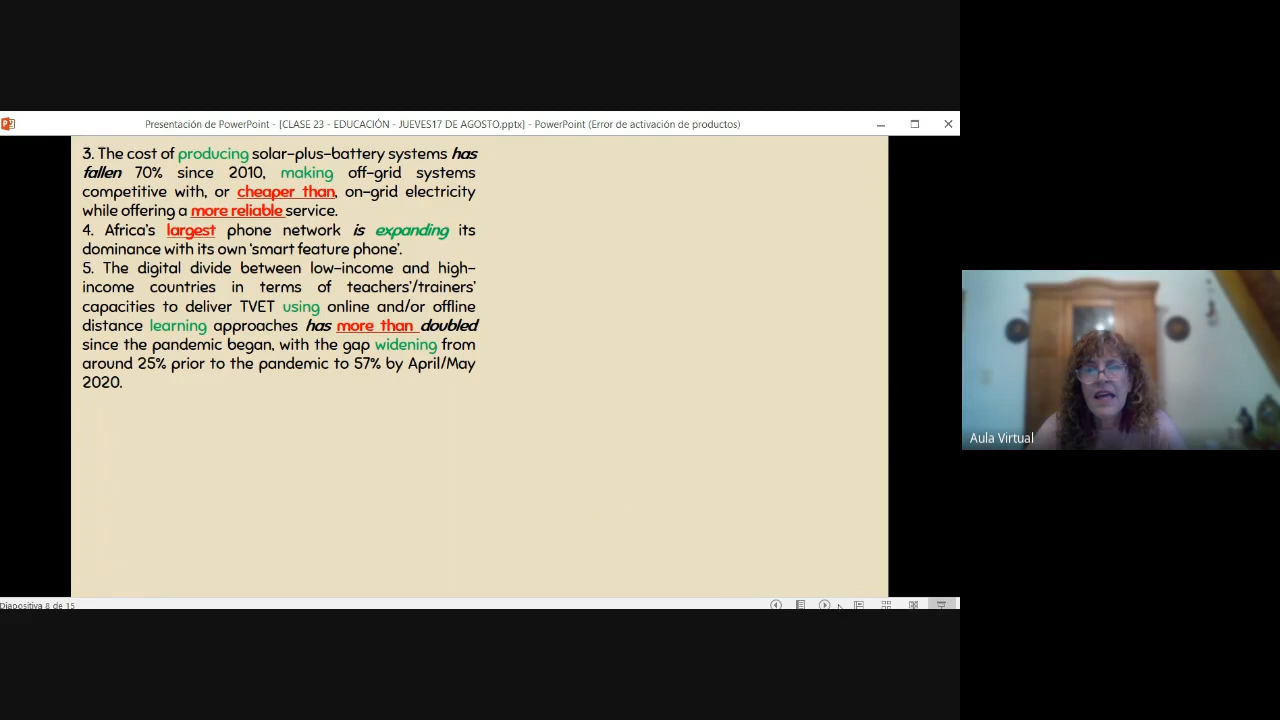 Presentación de PowerPoint - [CLASE 23 - EDUCACIÓN - JUEVES17 DE AGOSTO.pptx] - PowerPoint (Error de activación de productos)
3. The cost of producing solar-plus-battery systems has
fallen 70% since 2010, making off-grid systems
competitive with, or cheaper than, on-grid electricity
while offering a more reliable service.
4. Africa's largest phone network is expanding its
dominance with its own 'smart feature phone'.
5. The digital divide between low-income and high-
income countries in terms of teachers'/trainers'
capacities to deliver TVET using online and/or offline
distance learning approaches has more than doubled
since the pandemic began, with the gap widening from
around 25% prior to the pandemic to 57% by April/May
2020.
Aula Virtual
Diapositiva 8 de 15